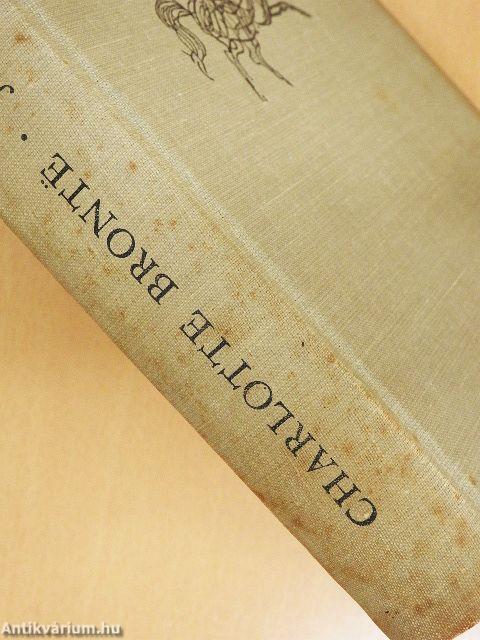 CHARLOTTE BRONTË · J
Antikvárium.hu